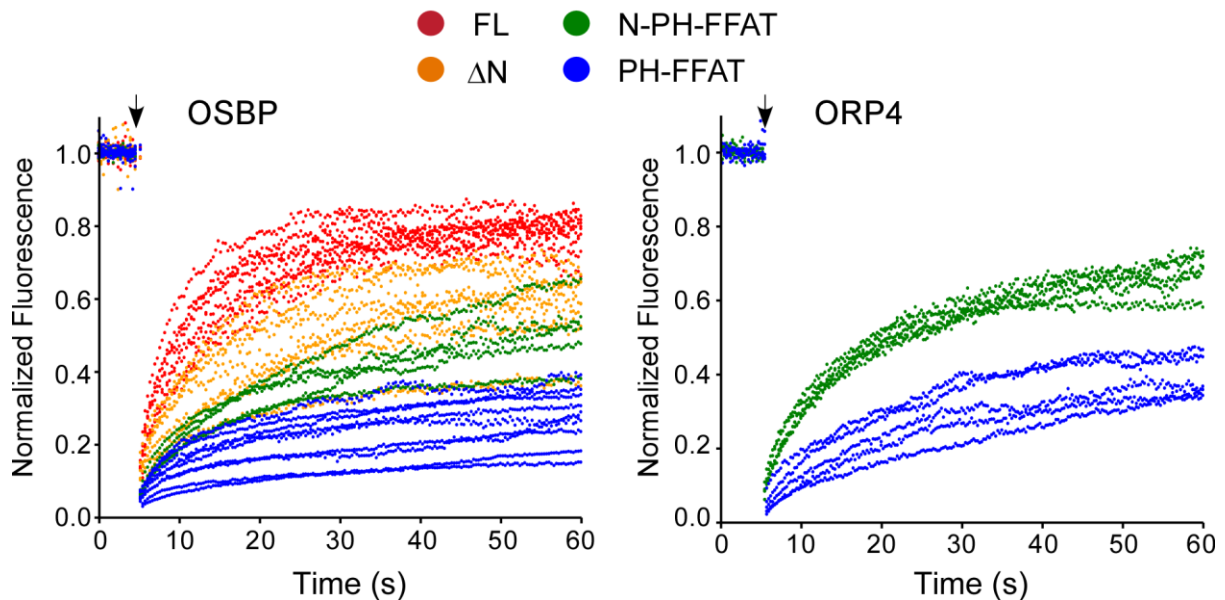 FL N-PH-FFAT
ΔN PH-FFAT
OSBP
Normalized Fluorescence
1.0
0.8
0.6
0.4
0.2
0.0
0 10 20 30 40 50 60
Time (s)
ORP4
Normalized Fluorescence
1.0
0.8
0.6
0.4
0.2
0.0
0 10 20 30 40 50 60
Time (s)